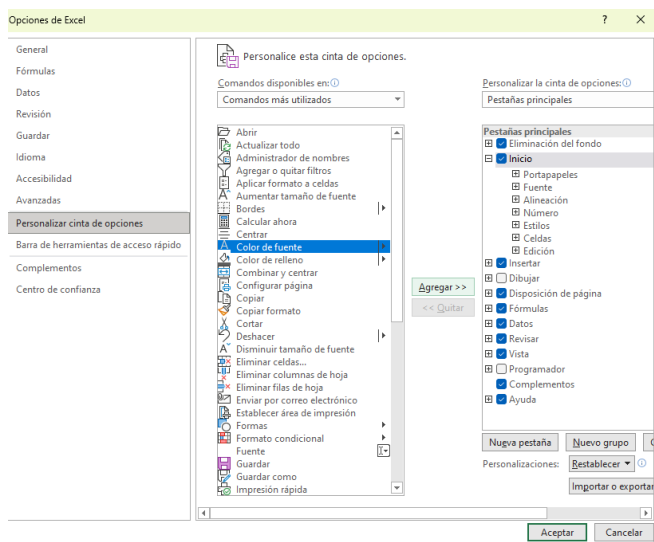 Opciones de Excel
?
General
Fórmulas
Datos
Revisión
Guardar
Idioma
Accesibilidad
Avanzadas
Personalizar cinta de opciones
Barra de herramientas de acceso rápido
Complementos
Centro de confianza
Personalice esta cinta de opciones.
Comandos disponibles en:
Comandos más utilizados
Abrir
Actualizar todo
Administrador de nombres
Agregar o quitar filtros
Aplicar formato a celdas
Aumentar tamaño de fuente
Bordes
Calcular ahora
Centrar
Color de fuente
Color de relleno
Combinar y centrar
Configurar página
Copiar
Copiar formato
Cortar
Deshacer
Disminuir tamaño de fuente
Eliminar celdas...
Eliminar columnas de hoja
Eliminar filas de hoja
Enviar por correo electrónico
Establecer área de impresión
Formas
Formato condicional
Fuente
Guardar
Guardar como
Impresión rápida
Agregar >>
<< Quitar
Personalizar la cinta de opciones:
Pestañas principales
Pestañas principales
Eliminación del fondo
Inicio
Portapapeles
Fuente
Alineación
Número
Estilos
Celdas
Edición
Insertar
Dibujar
Disposición de página
Fórmulas
Datos
Revisar
Vista
Programador
Complementos
Ayuda
Nueva pestaña
Nuevo grupo
Personalizaciones:
Restablecer
Importar o exportar
Aceptar
Cancelar